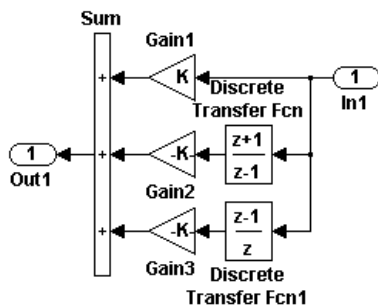 Sum
Gain1
+
K
Discrete
Transfer Fcn
1
In1
1
Out1
+
-K-
Gain2
z+1
z-1
+
-K-
Gain3
z-1
z
Discrete
Transfer Fcn1